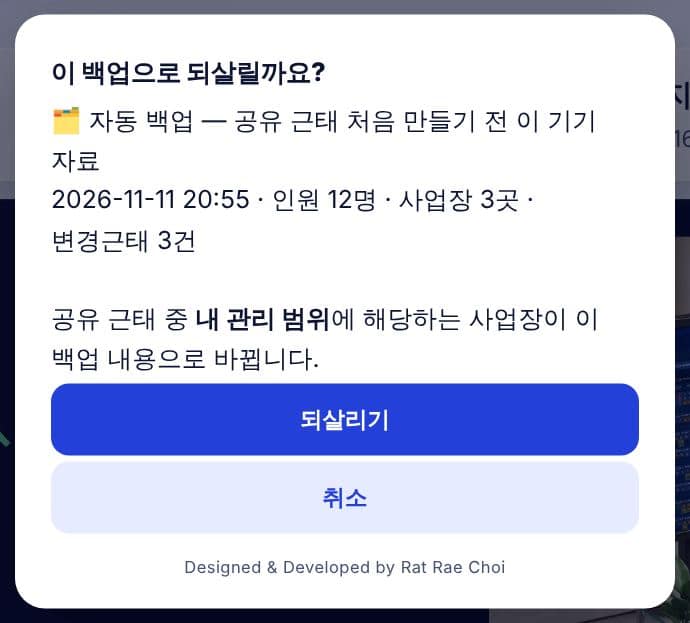 이 백업으로 되살릴까요?
🗂️ 자동 백업 — 공유 근태 처음 만들기 전 이 기기
자료
2026-11-11 20:55 · 인원 12명 · 사업장 3곳 ·
변경근태 3건
공유 근태 중 내 관리 범위에 해당하는 사업장이 이
백업 내용으로 바뀝니다.
되살리기
취소
Designed & Developed by Rat Rae Choi